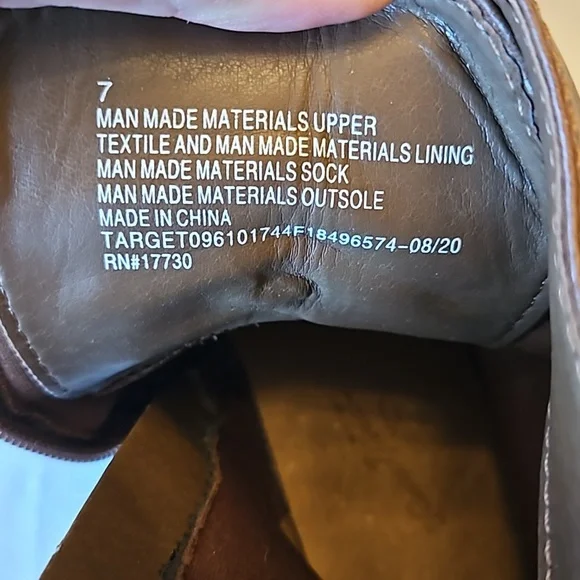 7
MAN MADE MATERIALS UPPER
TEXTILE AND MAN MADE MATERIALS LINING
MAN MADE MATERIALS SOCK
MAN MADE MATERIALS OUTSOLE
MADE IN CHINA
TARGET096101744F18496574-08/20
RN#17730